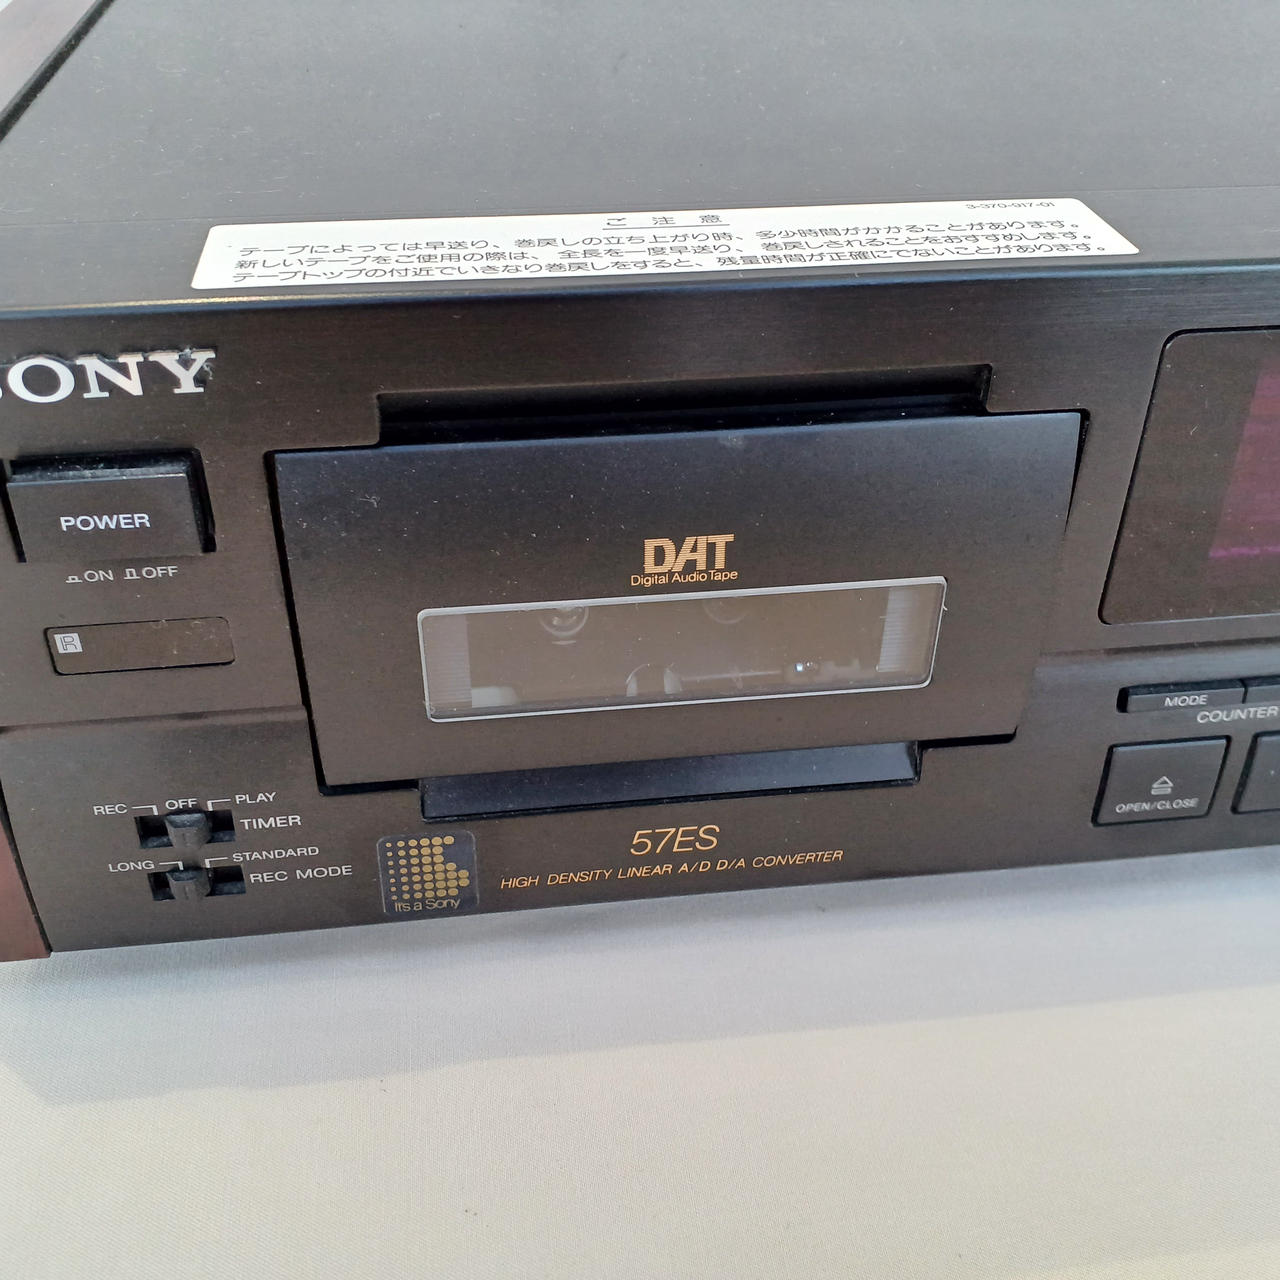 ご注意
3-370-917-01
テープによっては早送り、巻戻しの立ち上がり時、多少時間がかかることがあります。
新しいテープをご使用の際は、全長を一度早送り、巻戻しされることをおすすめします。
テープトップの付近でいきなり巻戻しをすると、残量時間が正確にでないことがあります。
SONY
POWER
ON OFF
R
DAT
Digital Audio Tape
MODE
COUNTER
OPEN/CLOSE
REC OFF PLAY
TIMER
LONG STANDARD
REC MODE
It's a Sony
57ES
HIGH DENSITY LINEAR A/D D/A CONVERTER